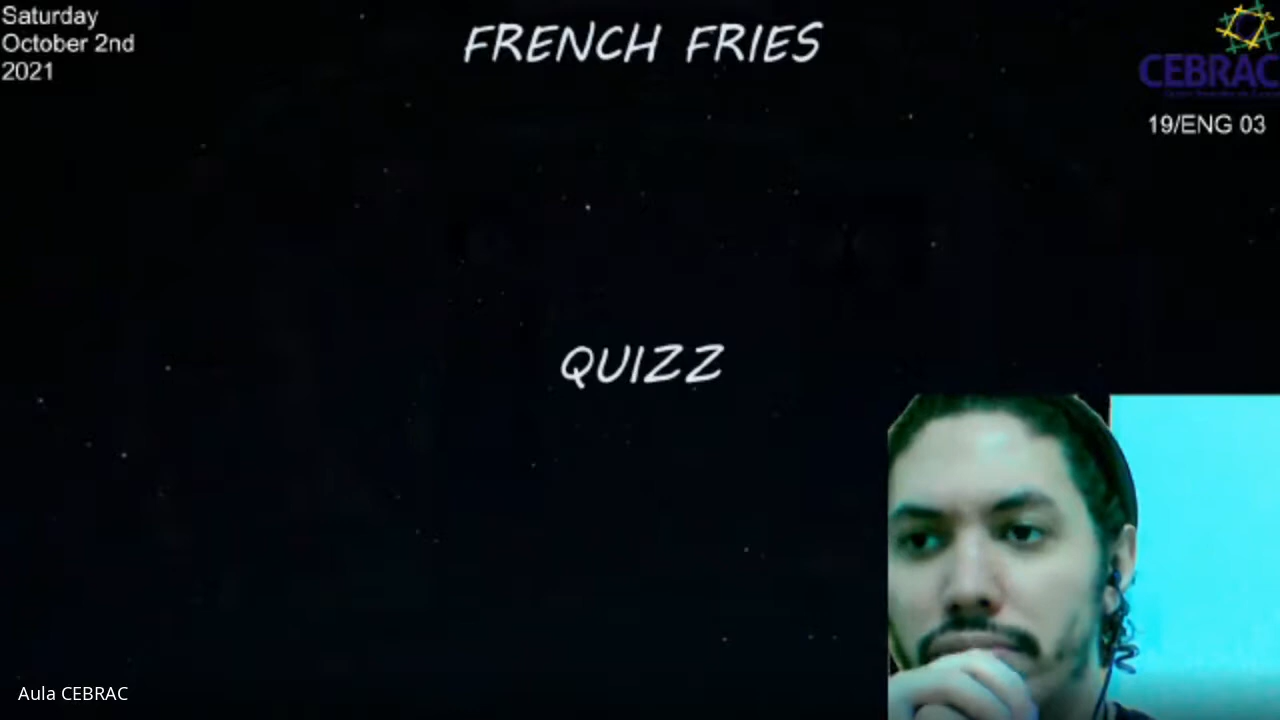 Saturday
October 2nd
2021
FRENCH FRIES
CEBRAC
19/ENG 03
QUIZZ
Aula CEBRAC